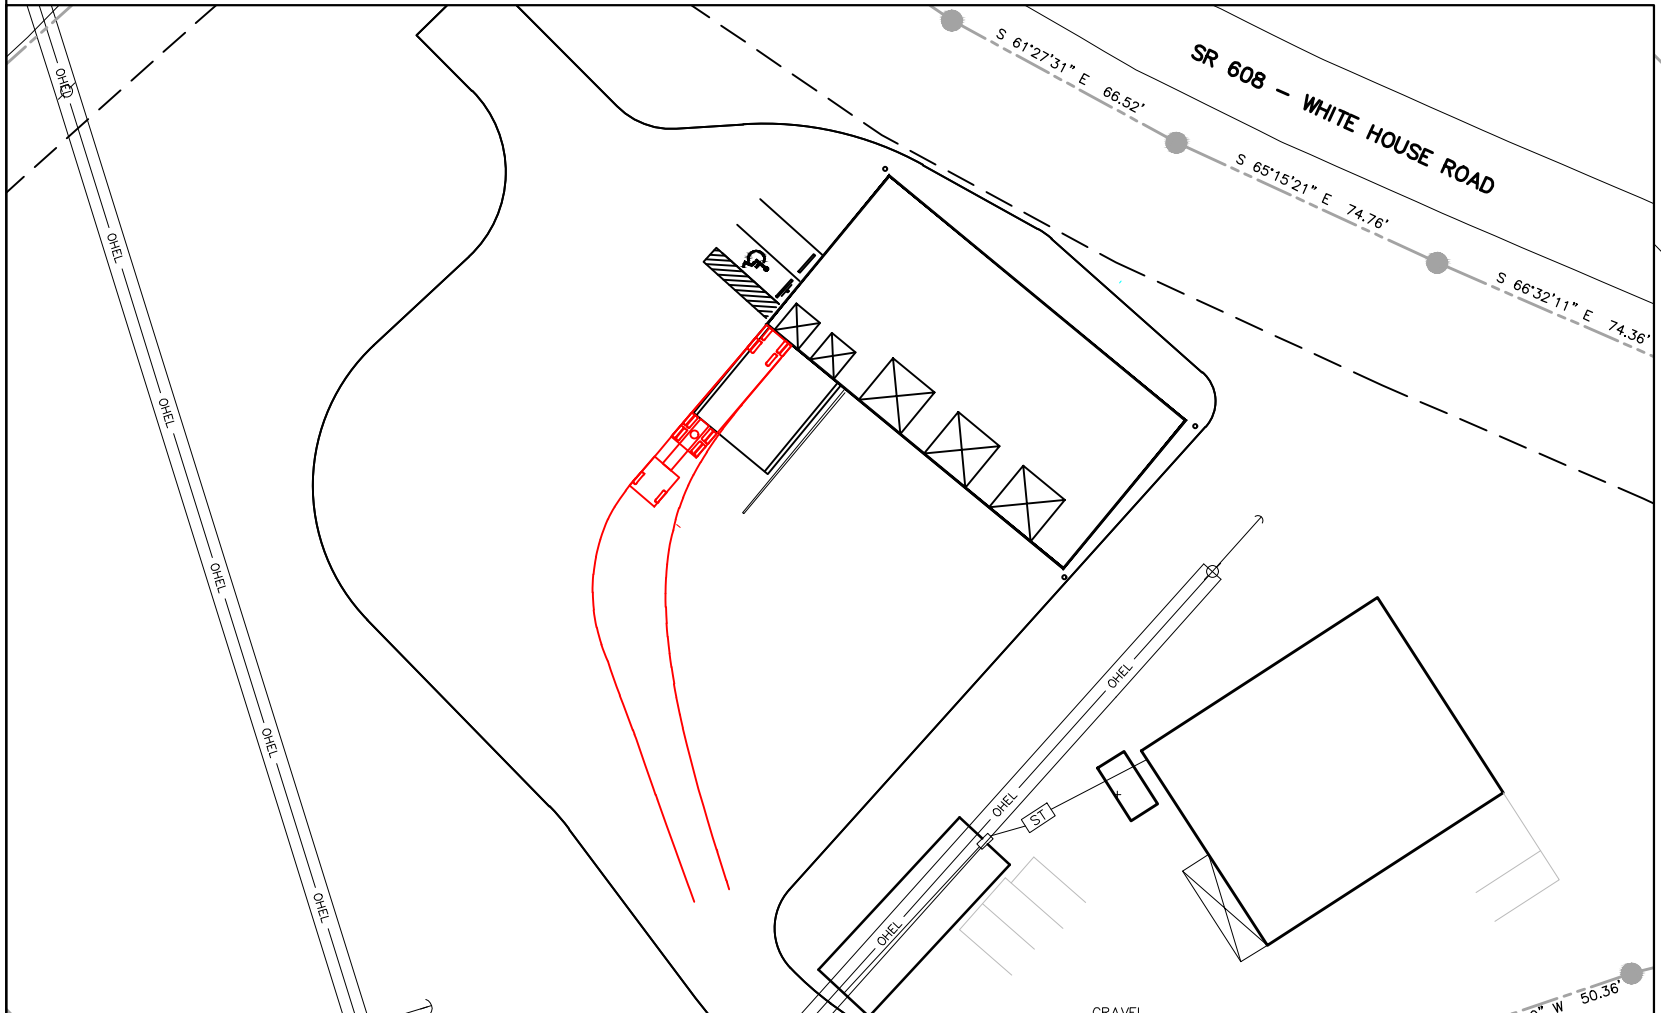 SR 608 - WHITE HOUSE ROAD
S 61°27'31" E 66.52'
S 65°15'21" E 74.76'
S 66°32'11" E 74.36'
OHEL
OHEL
OHEL
OHEL
OHEL
OHEL
OHEL
OHEL
OHEL
ST
" W 50.36'